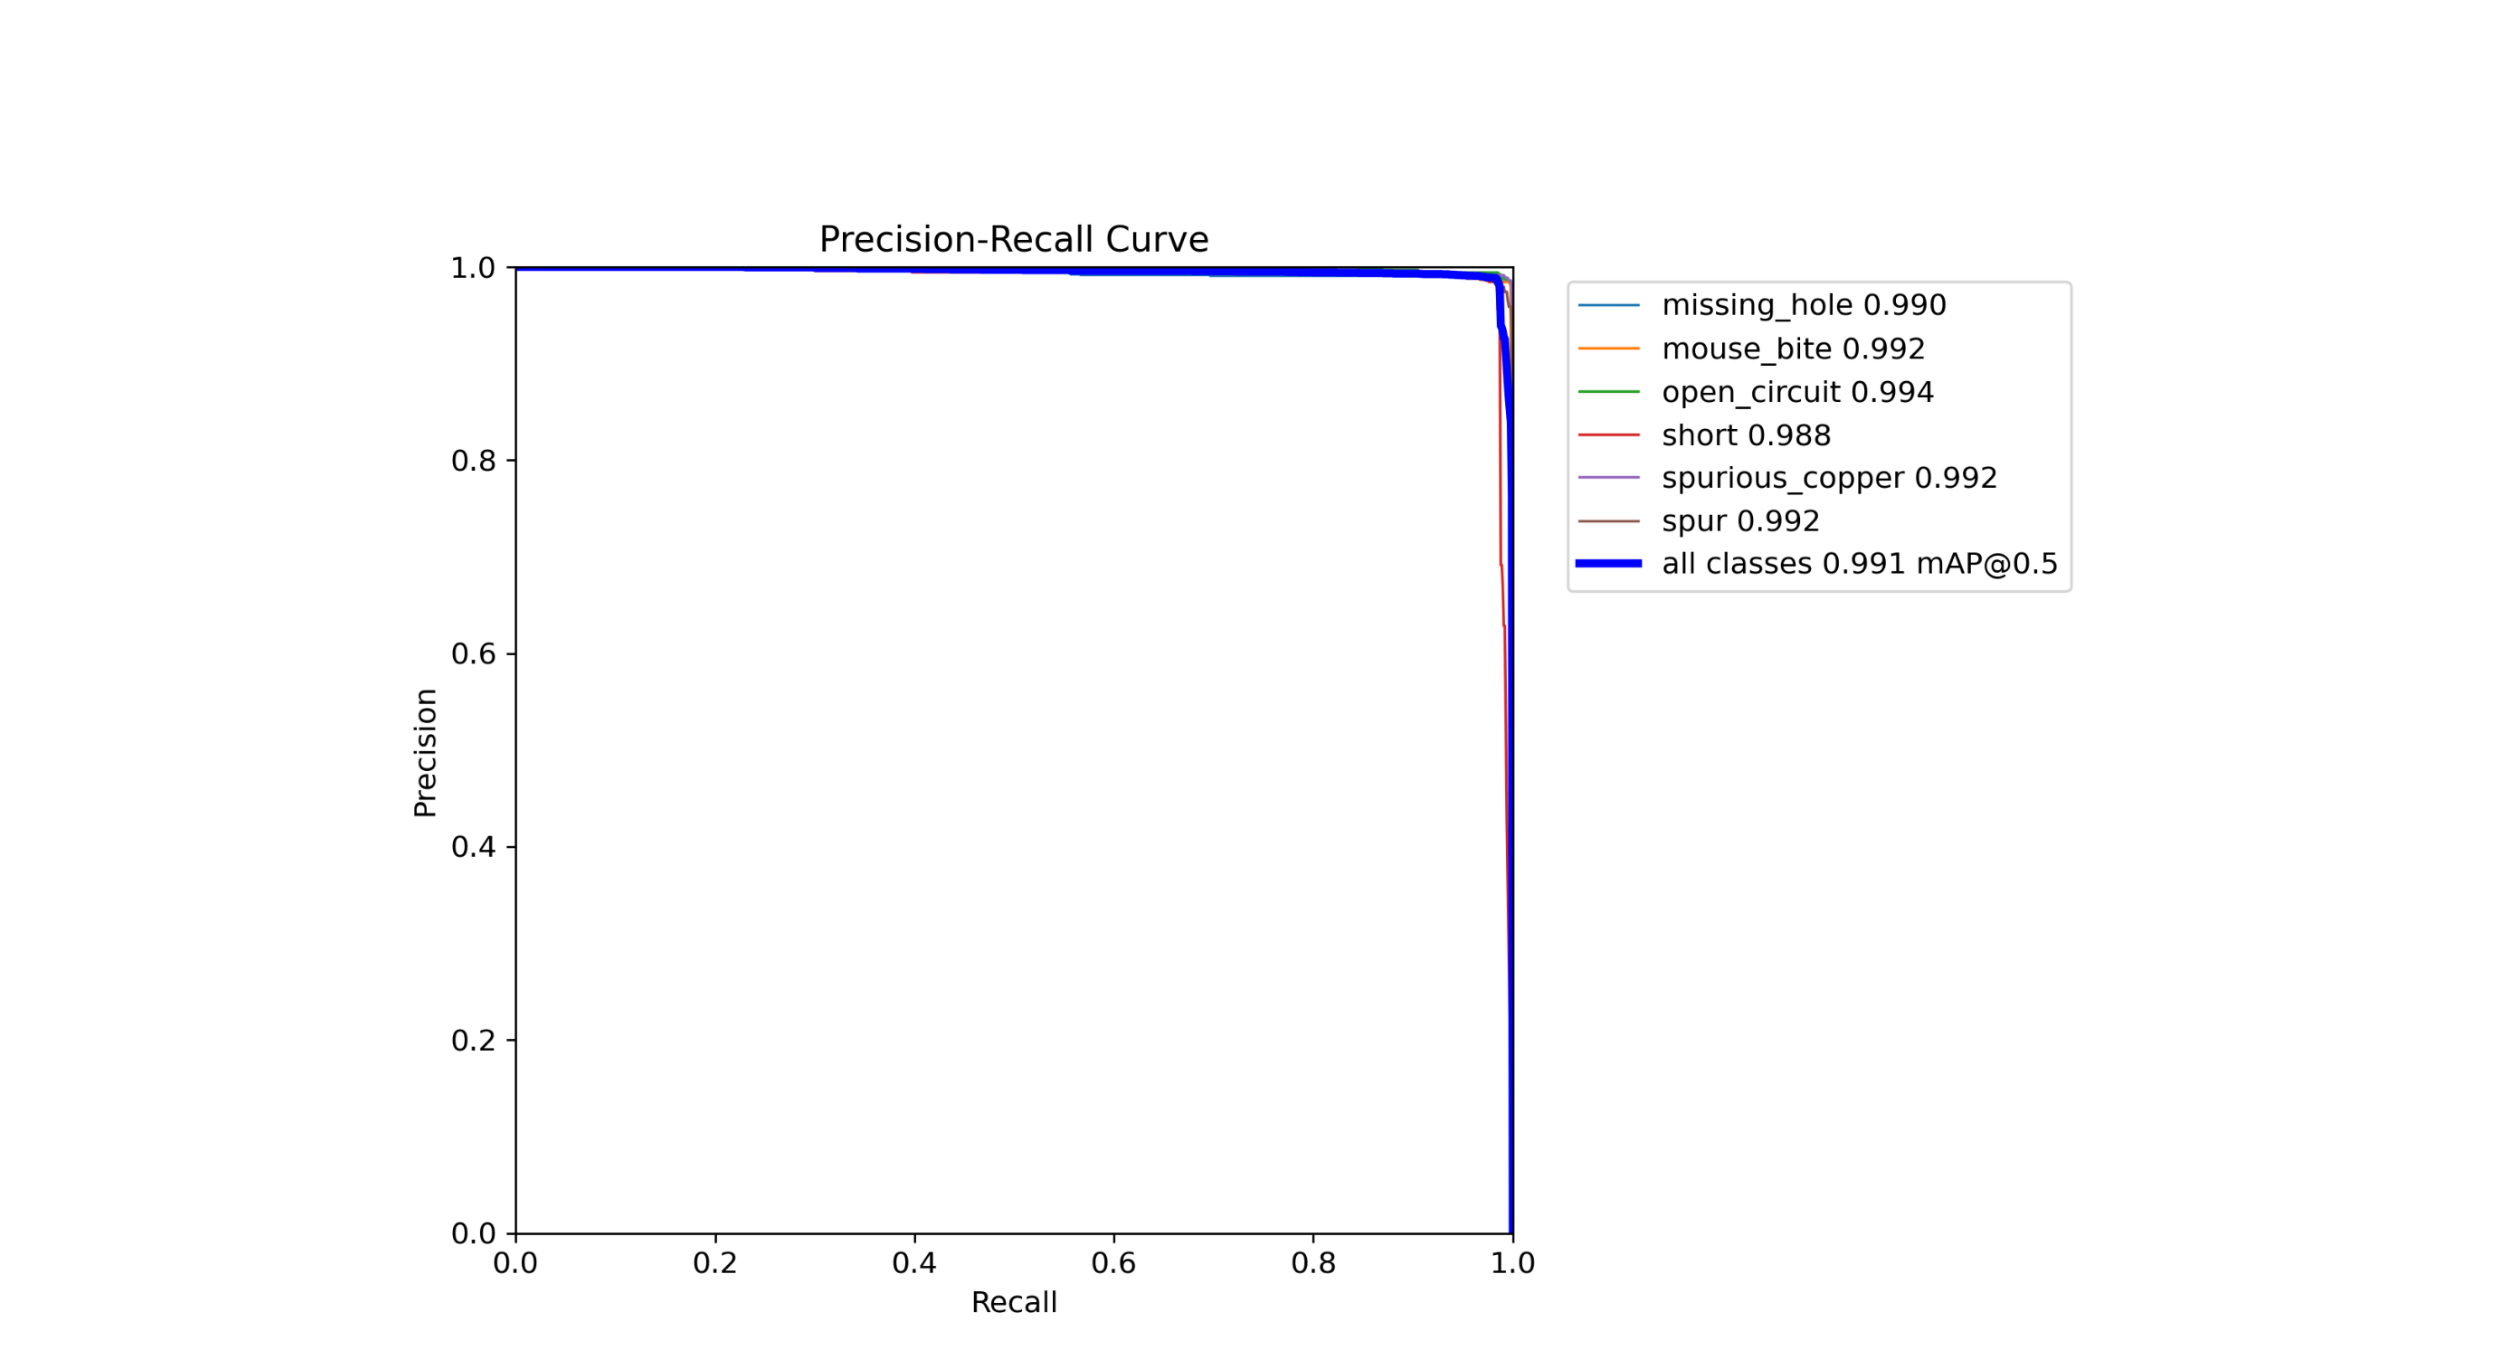 Precision-Recall Curve
1.0
0.8
0.6
0.4
0.2
0.0
Precision
0.0 0.2 0.4 0.6 0.8 1.0
Recall
missing_hole 0.990
mouse_bite 0.992
open_circuit 0.994
short 0.988
spurious_copper 0.992
spur 0.992
all classes 0.991 mAP@0.5